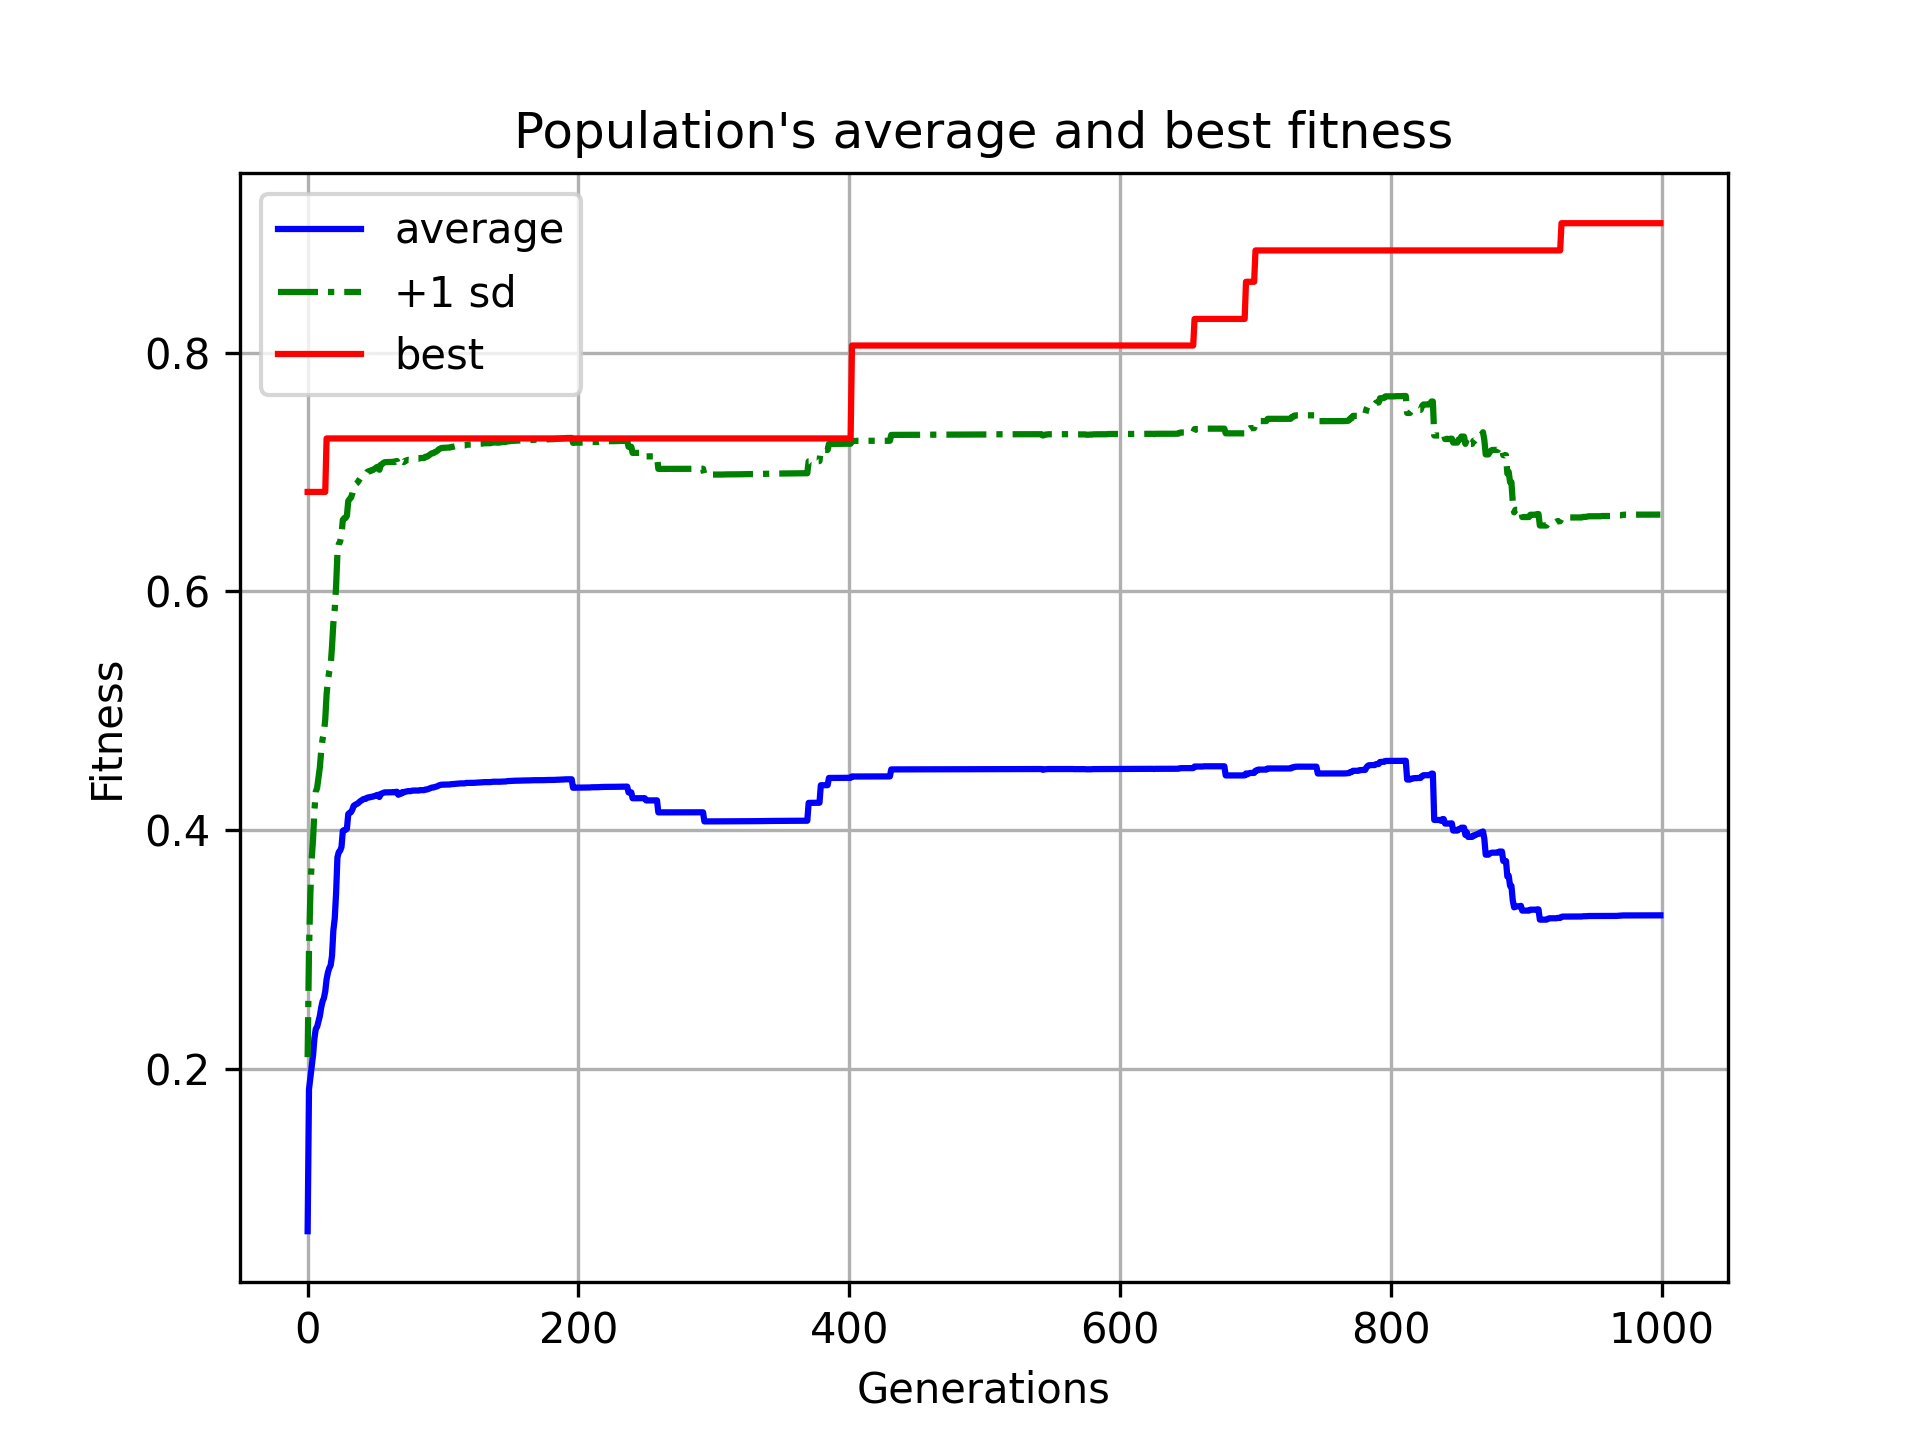 Population's average and best fitness
average
+1 sd
best
0.8
0.6
0.4
0.2
Fitness
0 200 400 600 800 1000
Generations